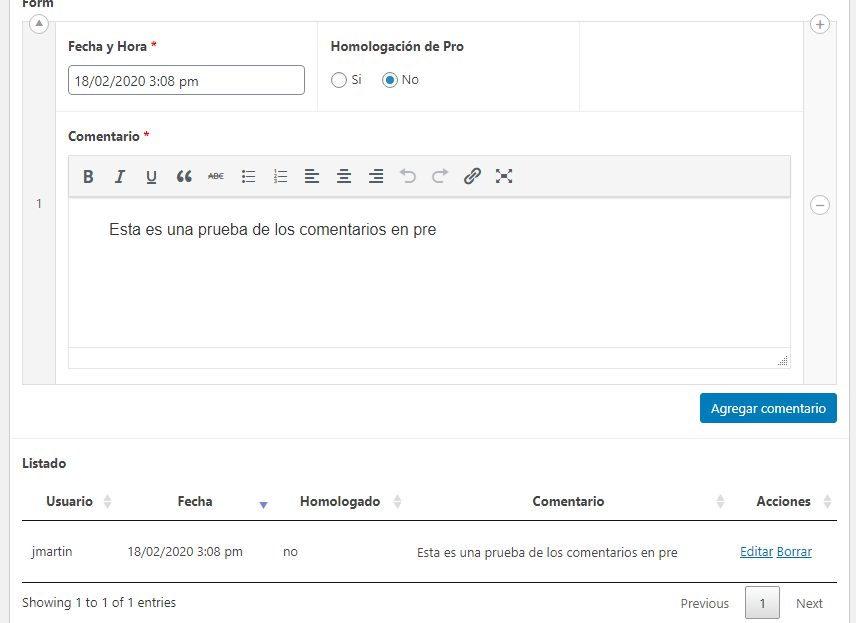 Form
Fecha y Hora *
Homologación de Pro
18/02/2020 3:08 pm
Si
No
Comentario *
B I U ABC
1
Esta es una prueba de los comentarios en pre
Agregar comentario
Listado
Usuario Fecha Homologado Comentario Acciones
jmartin 18/02/2020 3:08 pm no Esta es una prueba de los comentarios en pre Editar Borrar
Showing 1 to 1 of 1 entries
Previous 1 Next